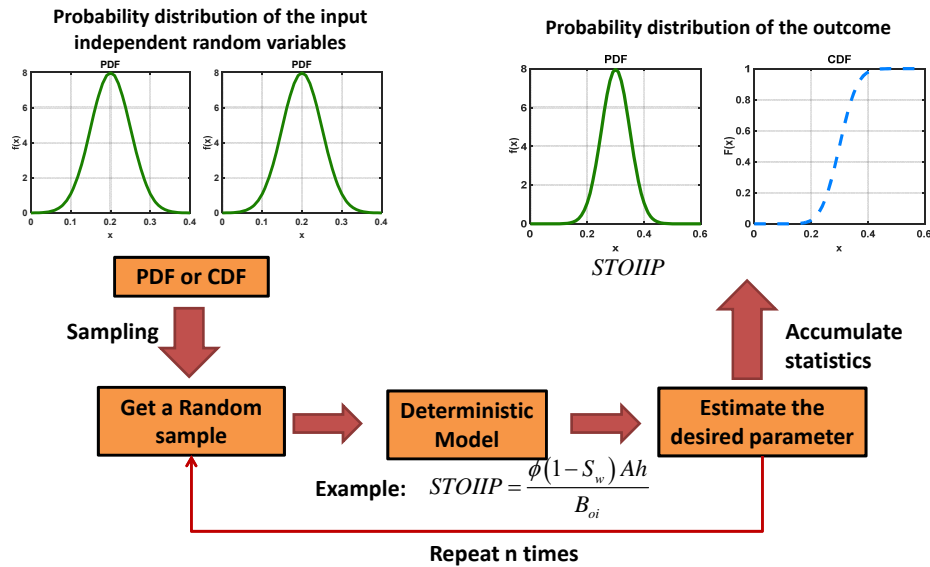 Probability distribution of the input
independent random variables
Probability distribution of the outcome
PDF
f(x)
8
6
4
2
0
0 0.1 0.2 0.3 0.4
x
PDF
f(x)
8
6
4
2
0
0 0.1 0.2 0.3 0.4
x
PDF
f(x)
8
6
4
2
0
0 0.2 0.4 0.6
x
STOIIP
CDF
F(x)
1
0.8
0.6
0.4
0.2
0
0 0.2 0.4 0.6
x
PDF or CDF
Sampling
Accumulate
statistics
Get a Random
sample
Deterministic
Model
Estimate the
desired parameter
Example: STOIIP = ϕ(1 − S_w) Ah / B_oi
Repeat n times